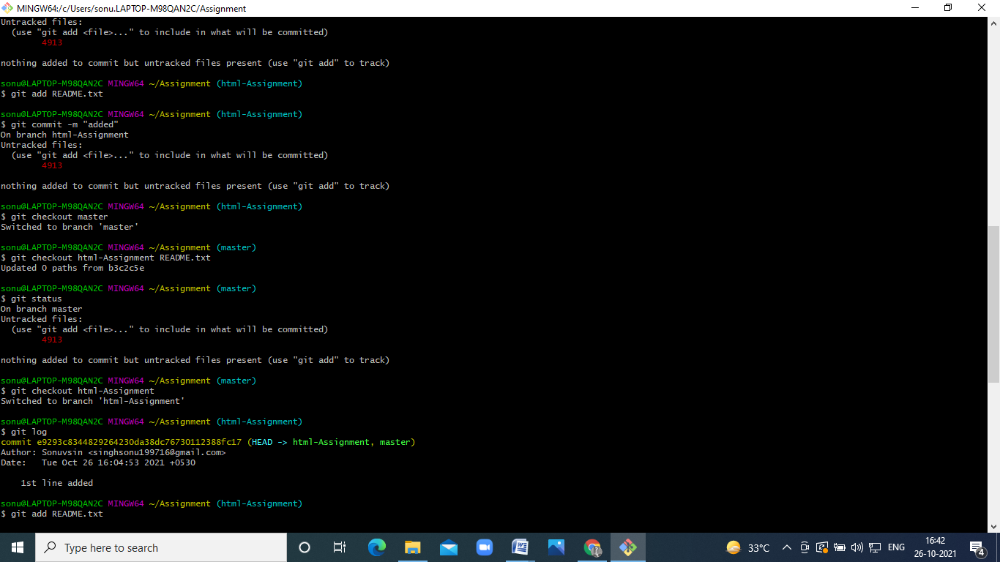 MINGW64:/c/Users/sonu.LAPTOP-M98QAN2C/Assignment
Untracked files:
  (use "git add <file>..." to include in what will be committed)
        4913

nothing added to commit but untracked files present (use "git add" to track)

sonu@LAPTOP-M98QAN2C MINGW64 ~/Assignment (html-Assignment)
$ git add README.txt

sonu@LAPTOP-M98QAN2C MINGW64 ~/Assignment (html-Assignment)
$ git commit -m "added"
On branch html-Assignment
Untracked files:
  (use "git add <file>..." to include in what will be committed)
        4913

nothing added to commit but untracked files present (use "git add" to track)

sonu@LAPTOP-M98QAN2C MINGW64 ~/Assignment (html-Assignment)
$ git checkout master
Switched to branch 'master'

sonu@LAPTOP-M98QAN2C MINGW64 ~/Assignment (master)
$ git checkout html-Assignment README.txt
Updated 0 paths from b3c2c5e

sonu@LAPTOP-M98QAN2C MINGW64 ~/Assignment (master)
$ git status
On branch master
Untracked files:
  (use "git add <file>..." to include in what will be committed)
        4913

nothing added to commit but untracked files present (use "git add" to track)

sonu@LAPTOP-M98QAN2C MINGW64 ~/Assignment (master)
$ git checkout html-Assignment
Switched to branch 'html-Assignment'

sonu@LAPTOP-M98QAN2C MINGW64 ~/Assignment (html-Assignment)
$ git log
commit e9293c8344829264230da38dc76730112388fc17 (HEAD -> html-Assignment, master)
Author: Sonuvsin <singhsonu199716@gmail.com>
Date:   Tue Oct 26 16:04:53 2021 +0530

    1st line added

sonu@LAPTOP-M98QAN2C MINGW64 ~/Assignment (html-Assignment)
$ git add README.txt
Type here to search
33°C
ENG
16:42
26-10-2021
4